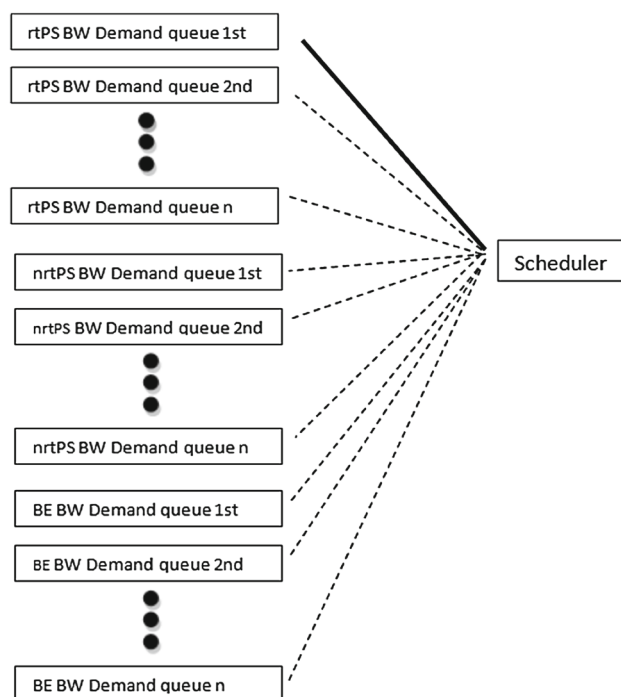 rtPS BW Demand queue 1st
rtPS BW Demand queue 2nd
rtPS BW Demand queue n
nrtPS BW Demand queue 1st
Scheduler
nrtPS BW Demand queue 2nd
nrtPS BW Demand queue n
BE BW Demand queue 1st
BE BW Demand queue 2nd
BE BW Demand queue n